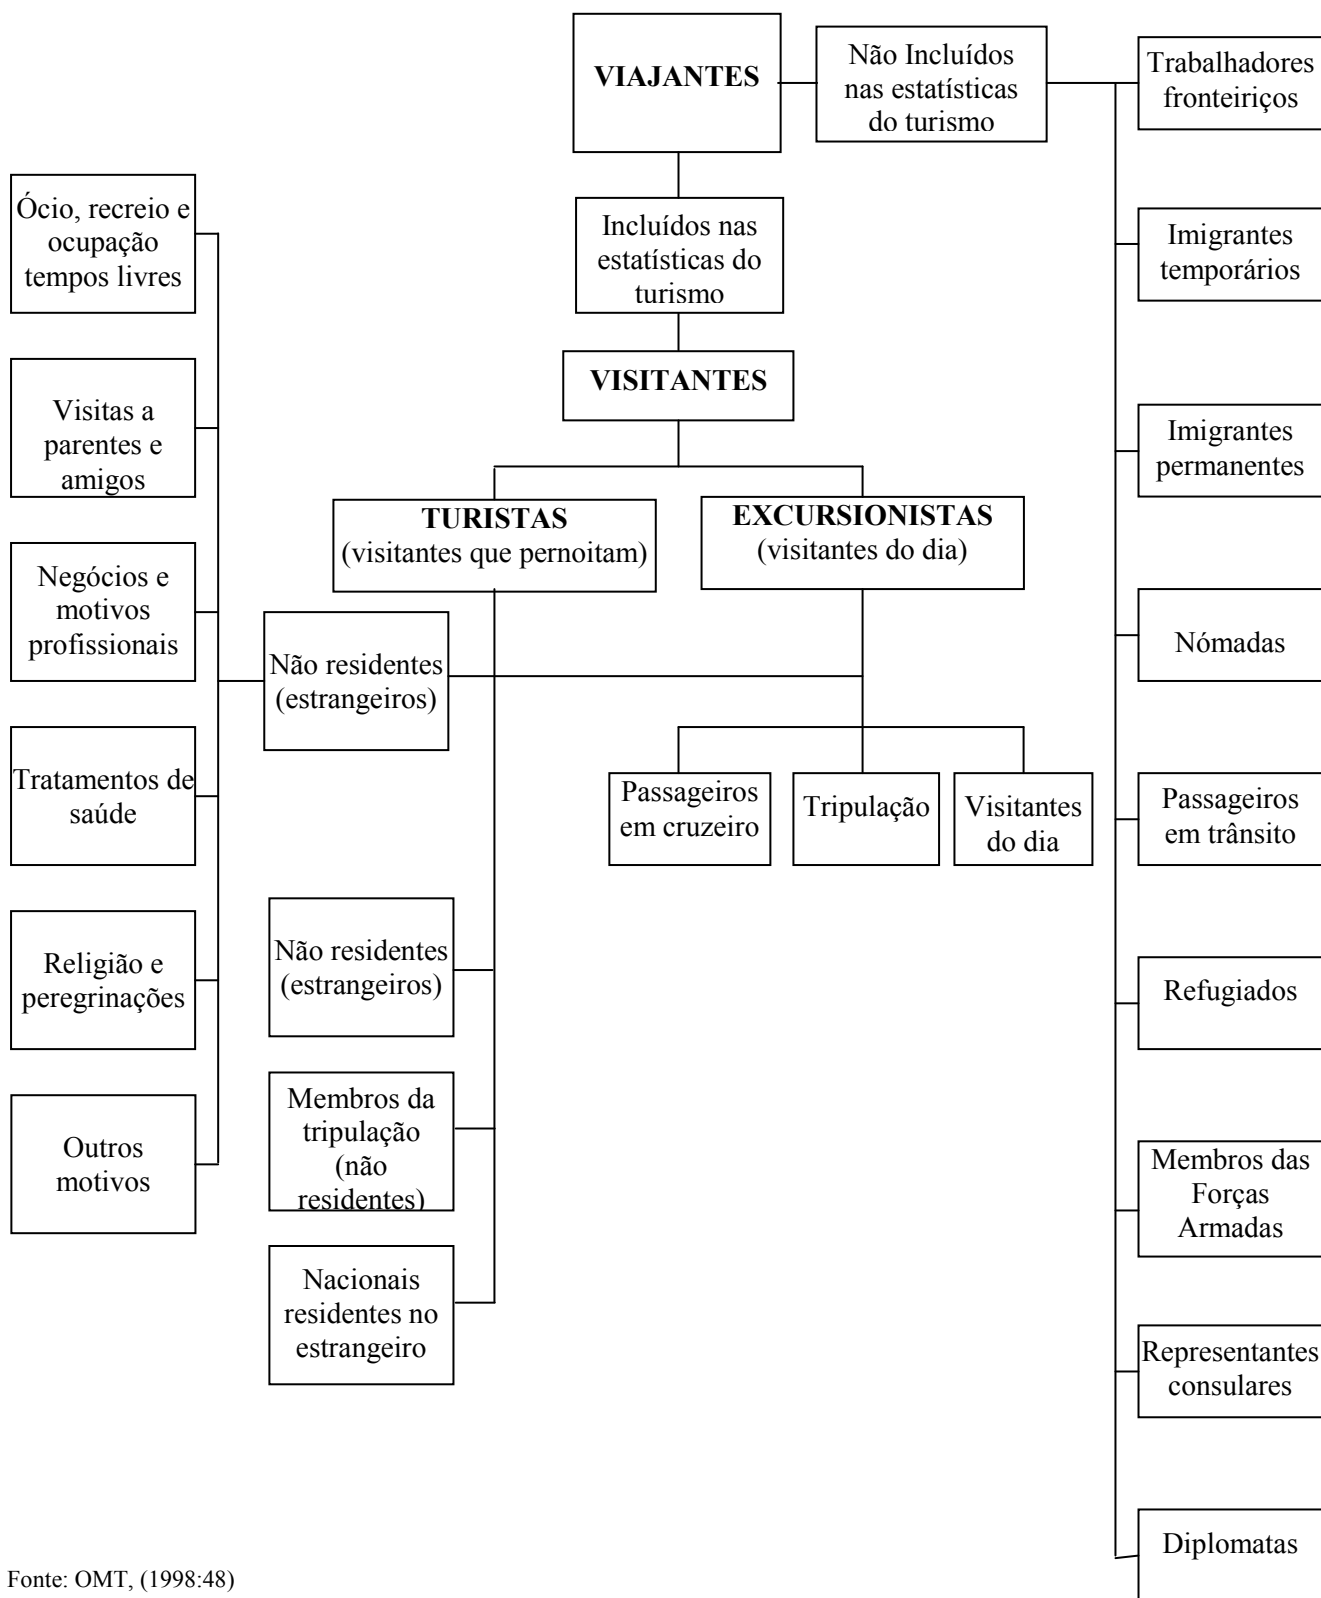 VIAJANTES
Não Incluídos
nas estatísticas
do turismo
Trabalhadores
fronteiriços
Ócio, recreio e
ocupação
tempos livres
Incluídos nas
estatísticas do
turismo
Imigrantes
temporários
VISITANTES
Visitas a
parentes e
amigos
Imigrantes
permanentes
TURISTAS
(visitantes que pernoitam)
EXCURSIONISTAS
(visitantes do dia)
Negócios e
motivos
profissionais
Não residentes
(estrangeiros)
Nómadas
Tratamentos de
saúde
Passageiros
em cruzeiro
Tripulação
Visitantes
do dia
Passageiros
em trânsito
Religião e
peregrinações
Não residentes
(estrangeiros)
Refugiados
Outros
motivos
Membros da
tripulação
(não
residentes)
Membros das
Forças
Armadas
Nacionais
residentes no
estrangeiro
Representantes
consulares
Diplomatas
Fonte: OMT, (1998:48)